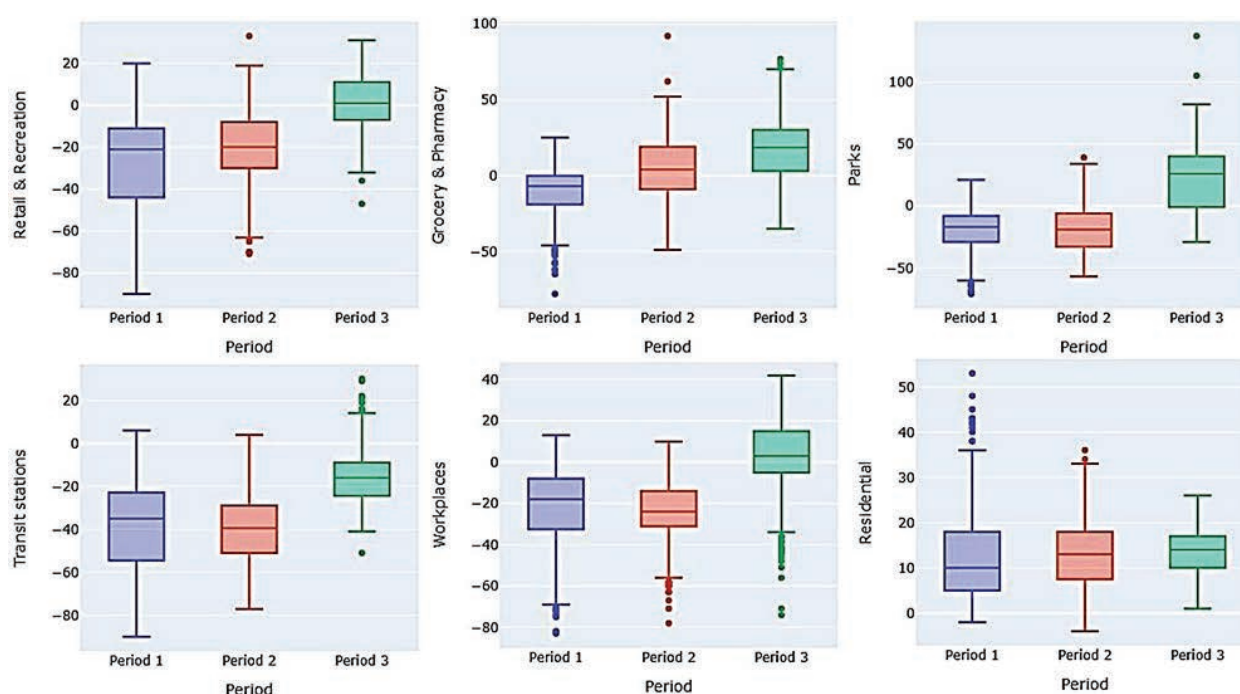 Retail & Recreation
20
0
−20
−40
−60
−80
Period 1 Period 2 Period 3
Period
Grocery & Pharmacy
100
50
0
−50
Period 1 Period 2 Period 3
Period
Parks
100
50
0
−50
Period 1 Period 2 Period 3
Period
Transit stations
20
0
−20
−40
−60
−80
Period 1 Period 2 Period 3
Period
Workplaces
40
20
0
−20
−40
−60
−80
Period 1 Period 2 Period 3
Period
Residential
50
40
30
20
10
0
Period 1 Period 2 Period 3
Period